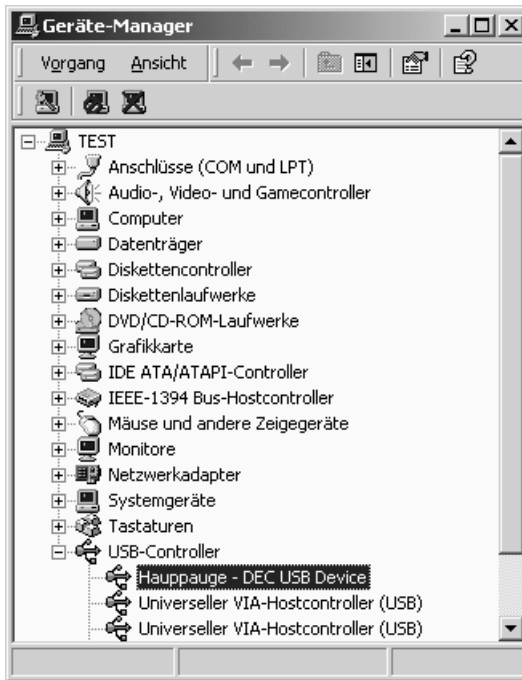 Geräte-Manager
Vorgang Ansicht
TEST
Anschlüsse (COM und LPT)
Audio-, Video- und Gamecontroller
Computer
Datenträger
Diskettencontroller
Diskettenlaufwerke
DVD/CD-ROM-Laufwerke
Grafikkarte
IDE ATA/ATAPI-Controller
IEEE-1394 Bus-Hostcontroller
Mäuse und andere Zeigegeräte
Monitore
Netzwerkadapter
Systemgeräte
Tastaturen
USB-Controller
Hauppauge - DEC USB Device
Universeller VIA-Hostcontroller (USB)
Universeller VIA-Hostcontroller (USB)